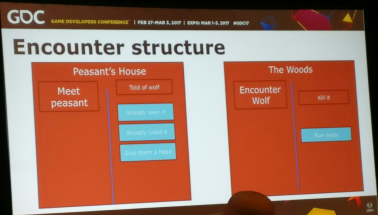 GDC
GAME DEVELOPERS CONFERENCE | FEB 27-MAR 3, 2017 | EXPO: MAR 1-3, 2017 #GDC17
Encounter structure
Peasant's House
Meet
peasant
Told of wolf
Already seen it
Already killed it
Give them a head
The Woods
Encounter
Wolf
Kill it
Run away